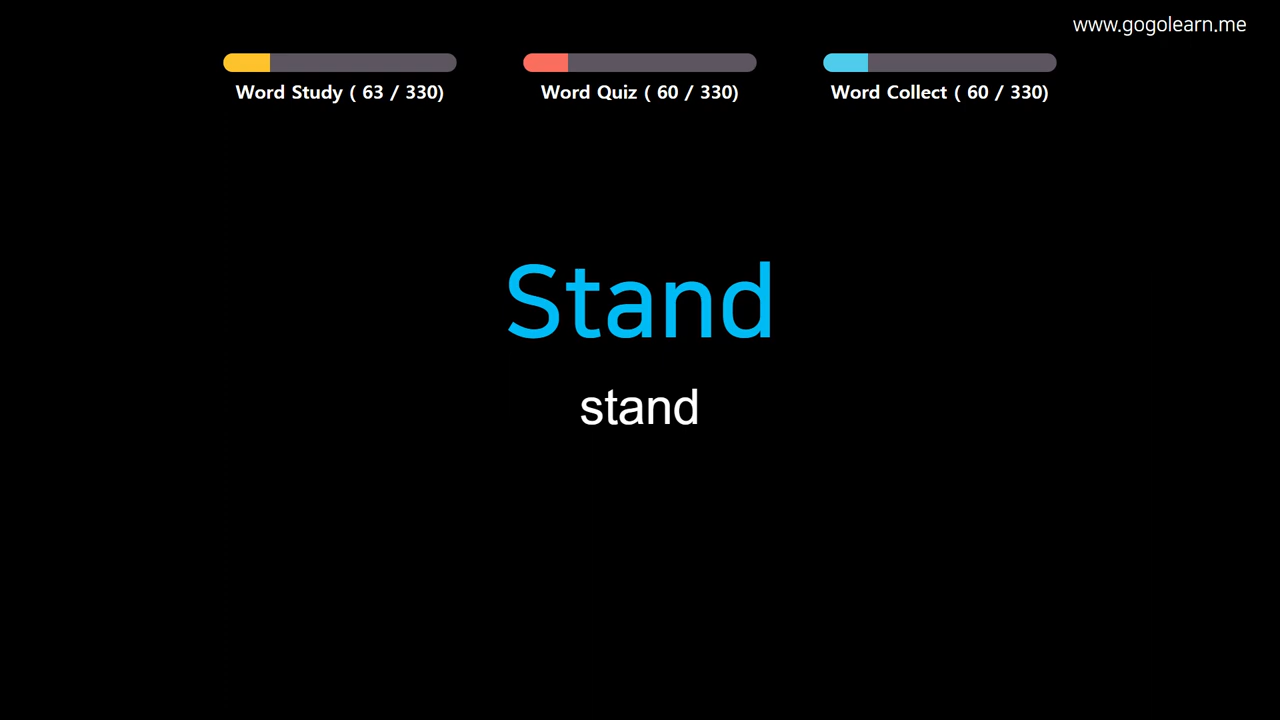 www.gogolearn.me
Word Study ( 63 / 330)
Word Quiz ( 60 / 330)
Word Collect ( 60 / 330)
Stand
stand